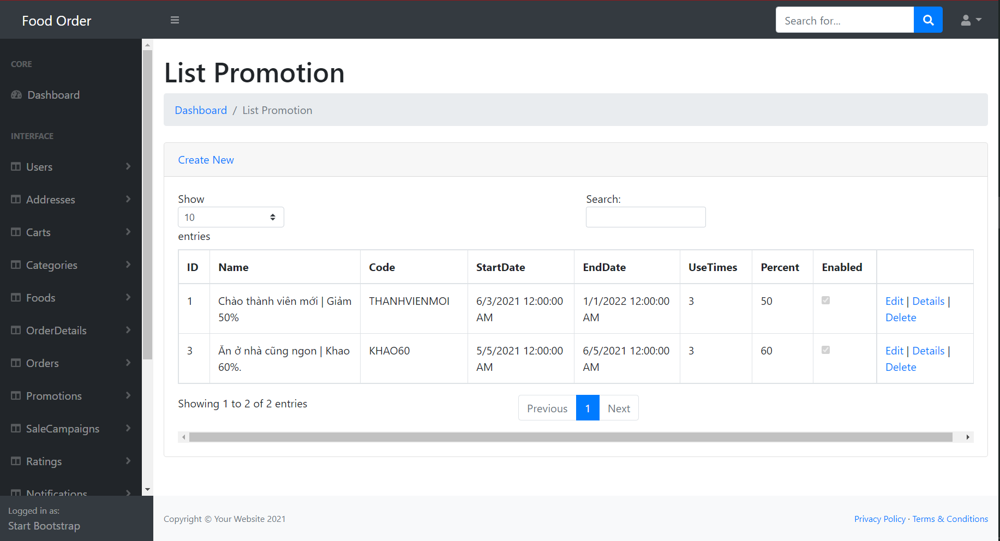 Food Order
Search for...
CORE
Dashboard
INTERFACE
Users
Addresses
Carts
Categories
Foods
OrderDetails
Orders
Promotions
SaleCampaigns
Ratings
Notifications
Logged in as:
Start Bootstrap
List Promotion
Dashboard / List Promotion
Create New
Show
10
entries
Search:
ID Name Code StartDate EndDate UseTimes Percent Enabled
1 Chào thành viên mới | Giảm THANHVIENMOI 6/3/2021 12:00:00 1/1/2022 12:00:00 3 50 Edit | Details |
50% AM AM Delete
3 Ăn ở nhà cũng ngon | Khao KHAO60 5/5/2021 12:00:00 6/5/2021 12:00:00 3 60 Edit | Details |
60%. AM AM Delete
Showing 1 to 2 of 2 entries
Previous 1 Next
Copyright © Your Website 2021
Privacy Policy · Terms & Conditions